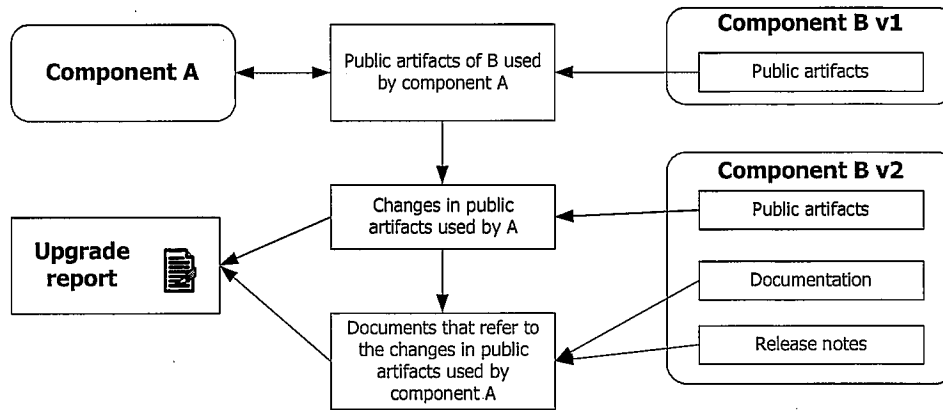 Component A
Public artifacts of B used
by component A
Component B v1
Public artifacts
Changes in public
artifacts used by A
Component B v2
Public artifacts
Upgrade
report
Documentation
Documents that refer to
the changes in public
artifacts used by
component A
Release notes